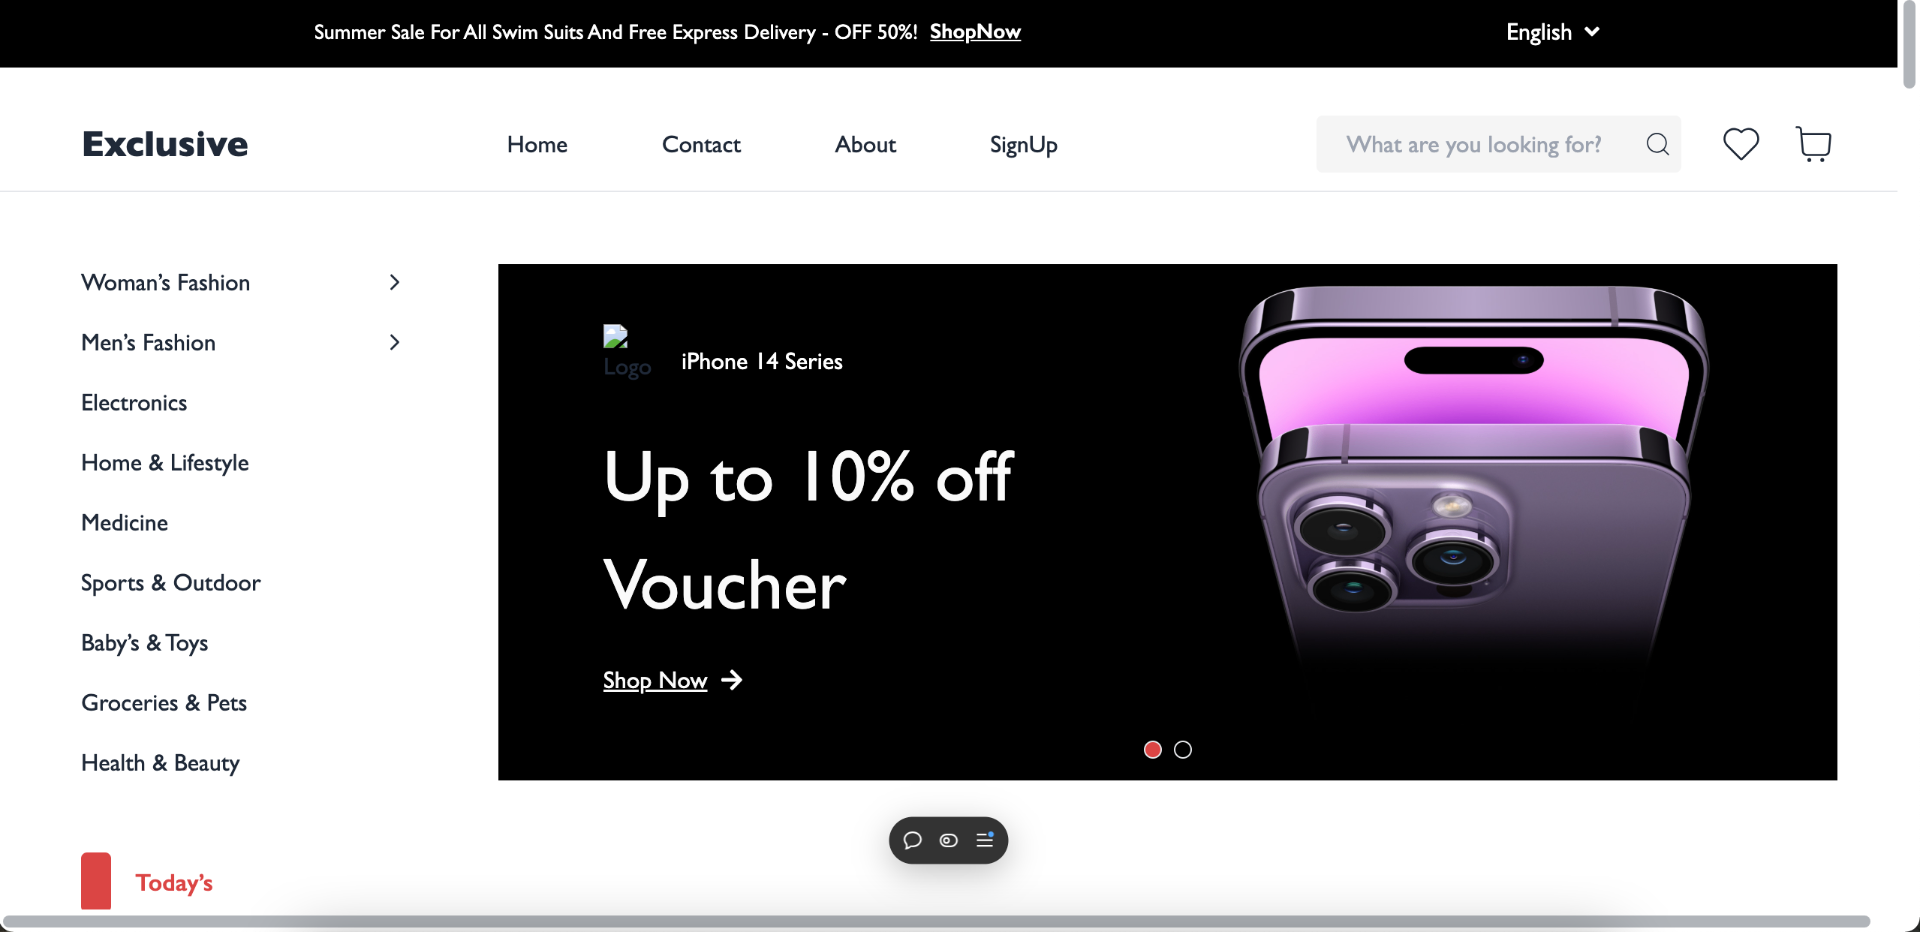 Summer Sale For All Swim Suits And Free Express Delivery - OFF 50%! ShopNow
English
Exclusive
Home
Contact
About
SignUp
What are you looking for?
Woman’s Fashion
Men’s Fashion
Electronics
Home & Lifestyle
Medicine
Sports & Outdoor
Baby’s & Toys
Groceries & Pets
Health & Beauty
Logo
iPhone 14 Series
Up to 10% off
Voucher
Shop Now
Today’s